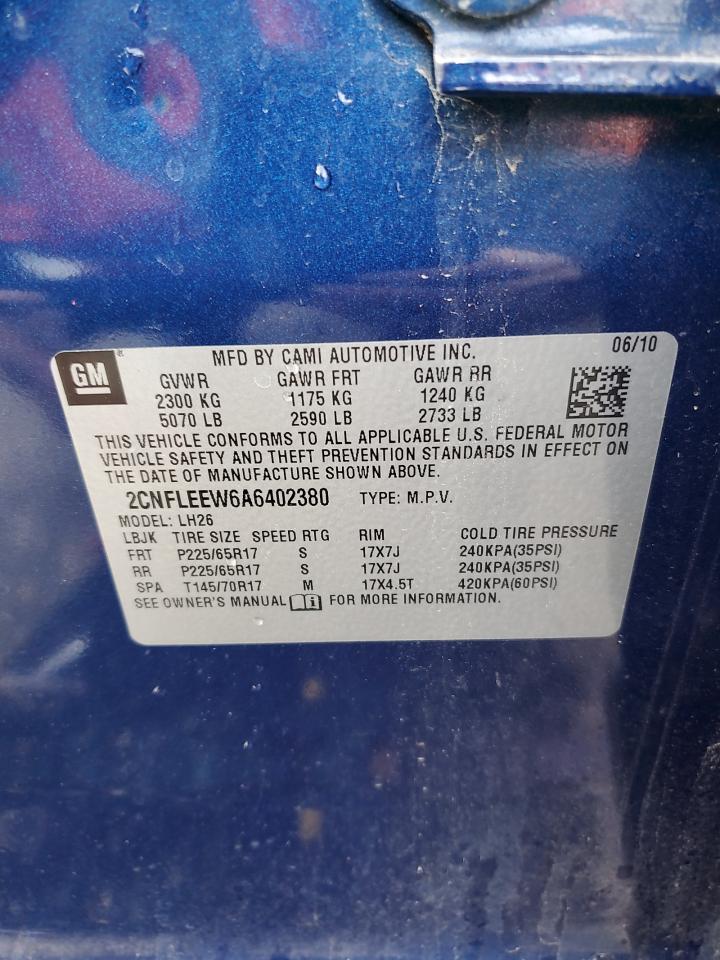 GM ®
MFD BY CAMI AUTOMOTIVE INC. 06/10
GVWR GAWR FRT GAWR RR
2300 KG 1175 KG 1240 KG
5070 LB 2590 LB 2733 LB
THIS VEHICLE CONFORMS TO ALL APPLICABLE U.S. FEDERAL MOTOR
VEHICLE SAFETY AND THEFT PREVENTION STANDARDS IN EFFECT ON
THE DATE OF MANUFACTURE SHOWN ABOVE.
2CNFLEEW6A6402380 TYPE: M.P.V.
MODEL: LH26
LBJK TIRE SIZE SPEED RTG RIM COLD TIRE PRESSURE
FRT P225/65R17 S 17X7J 240KPA(35PSI)
RR P225/65R17 S 17X7J 240KPA(35PSI)
SPA T145/70R17 M 17X4.5T 420KPA(60PSI)
SEE OWNER'S MANUAL i FOR MORE INFORMATION.